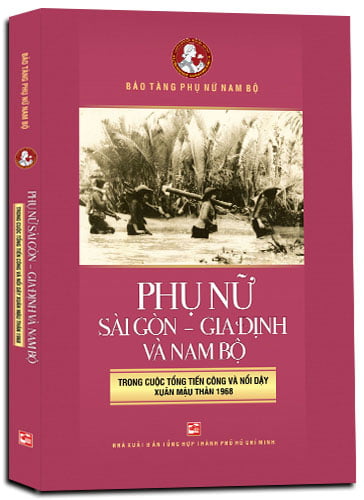 BẢO TÀNG PHỤ NỮ NAM BỘ
PHỤ NỮ
SÀI GÒN – GIA ĐỊNH
VÀ NAM BỘ
TRONG CUỘC TỔNG TIẾN CÔNG VÀ NỔI DẬY
XUÂN MẬU THÂN 1968
NHÀ XUẤT BẢN TỔNG HỢP THÀNH PHỐ HỒ CHÍ MINH
BẢO TÀNG PHỤ NỮ NAM BỘ
PHỤ NỮ SÀI GÒN – GIA ĐỊNH VÀ NAM BỘ
TRONG CUỘC TỔNG TIẾN CÔNG VÀ NỔI DẬY XUÂN MẬU THÂN 1968